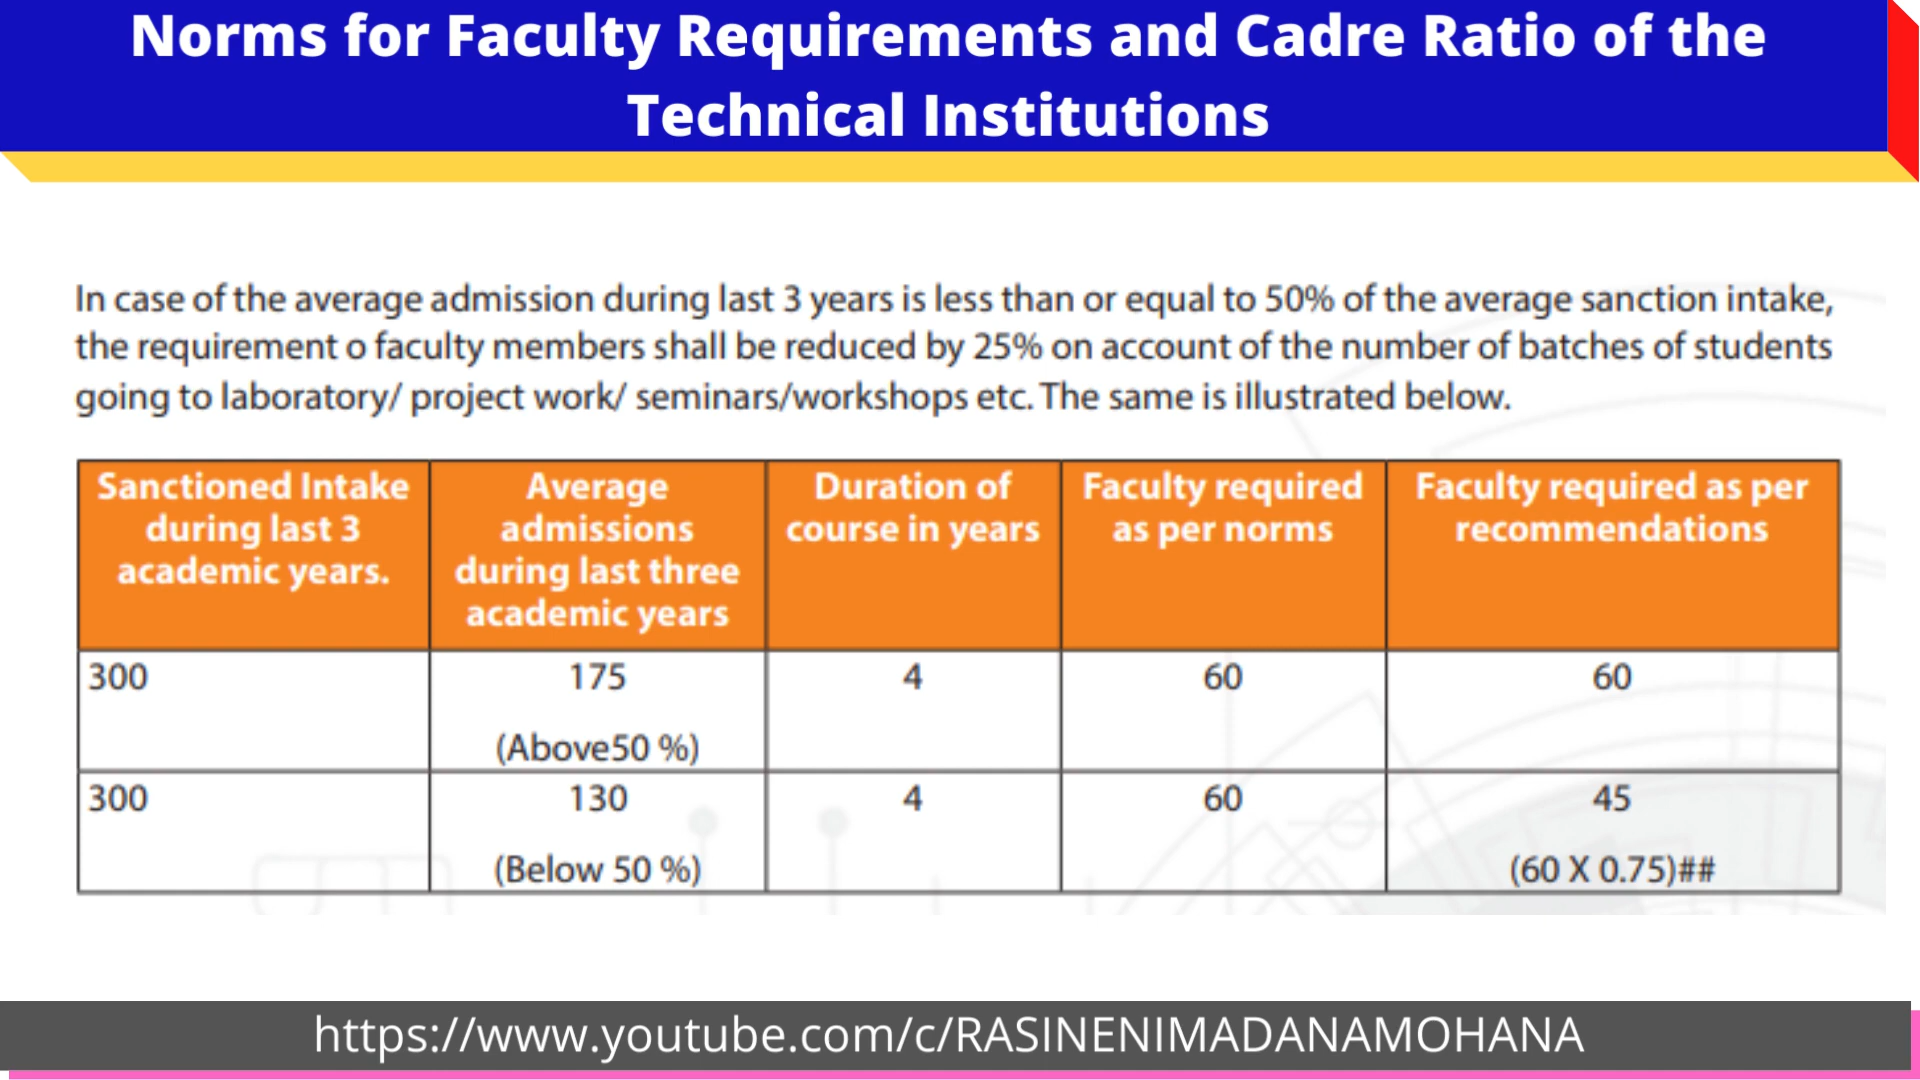 Norms for Faculty Requirements and Cadre Ratio of the
Technical Institutions
In case of the average admission during last 3 years is less than or equal to 50% of the average sanction intake,
the requirement o faculty members shall be reduced by 25% on account of the number of batches of students
going to laboratory/ project work/ seminars/workshops etc. The same is illustrated below.
Sanctioned Intake
during last 3
academic years.
Average
admissions
during last three
academic years
Duration of
course in years
Faculty required
as per norms
Faculty required as per
recommendations
300
175
(Above50 %)
4
60
60
300
130
(Below 50 %)
4
60
45
(60 X 0.75)##
https://www.youtube.com/c/RASINENIMADANAMOHANA